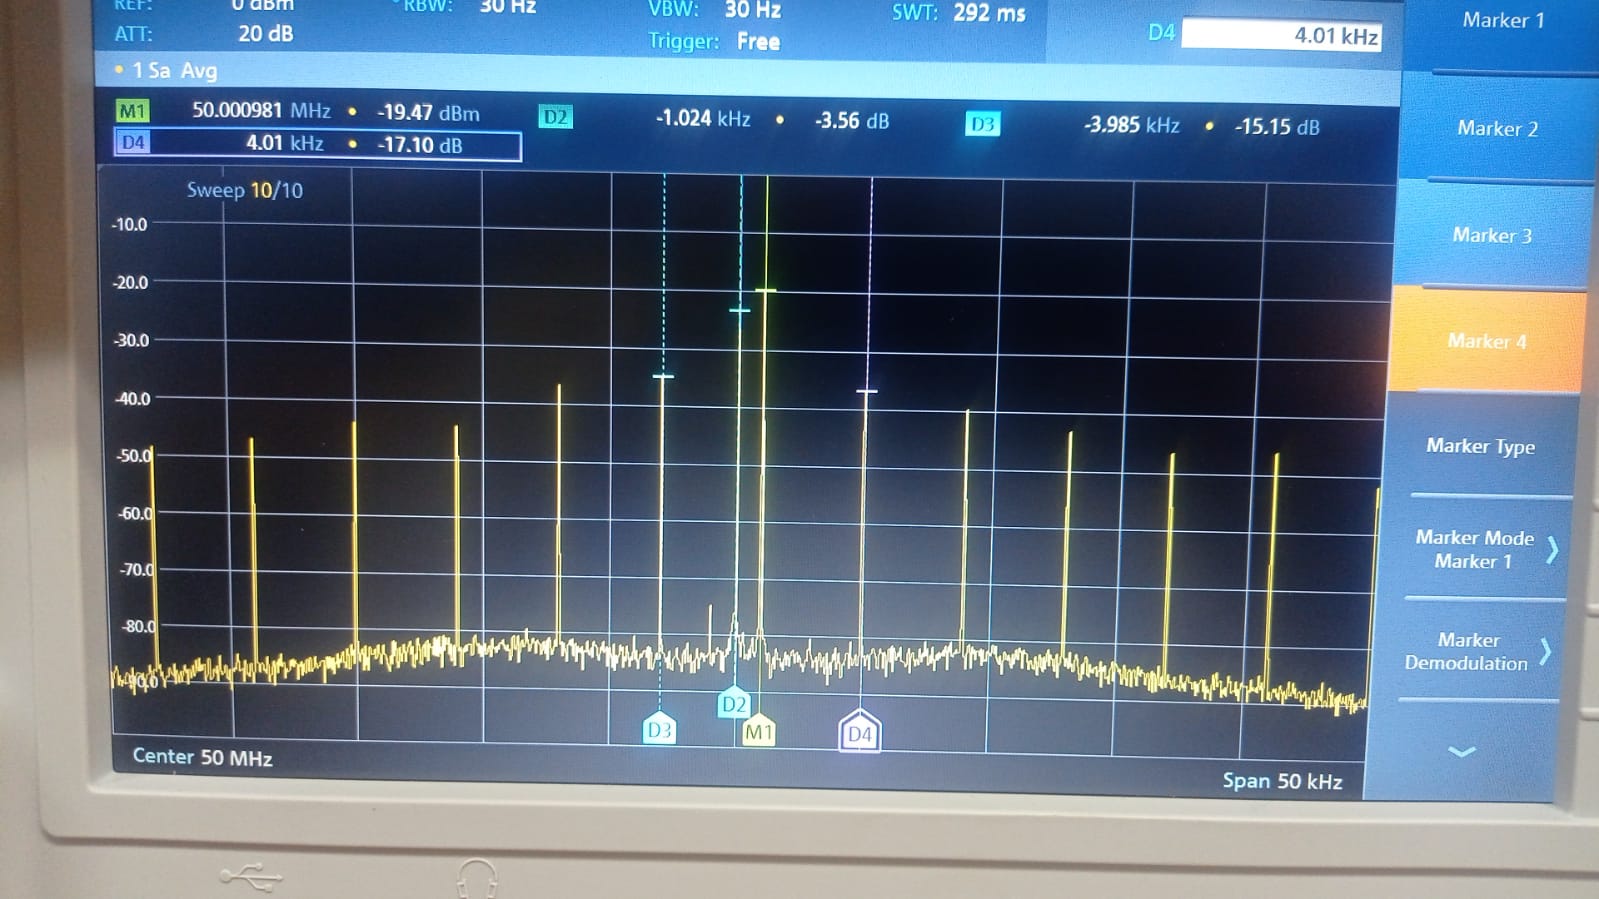 REF: 0 dBm RBW: 30 Hz VBW: 30 Hz SWT: 292 ms
ATT: 20 dB Trigger: Free D4 4.01 kHz
1 Sa Avg
M1 50.000981 MHz • -19.47 dBm D2 -1.024 kHz • -3.56 dB D3 -3.985 kHz • -15.15 dB
D4 4.01 kHz • -17.10 dB
Sweep 10/10
-10.0
-20.0
-30.0
-40.0
-50.0
-60.0
-70.0
-80.0
-90.0
D3 D2 M1 D4
Center 50 MHz Span 50 kHz
Marker 1
Marker 2
Marker 3
Marker 4
Marker Type
Marker Mode
Marker 1
Marker
Demodulation